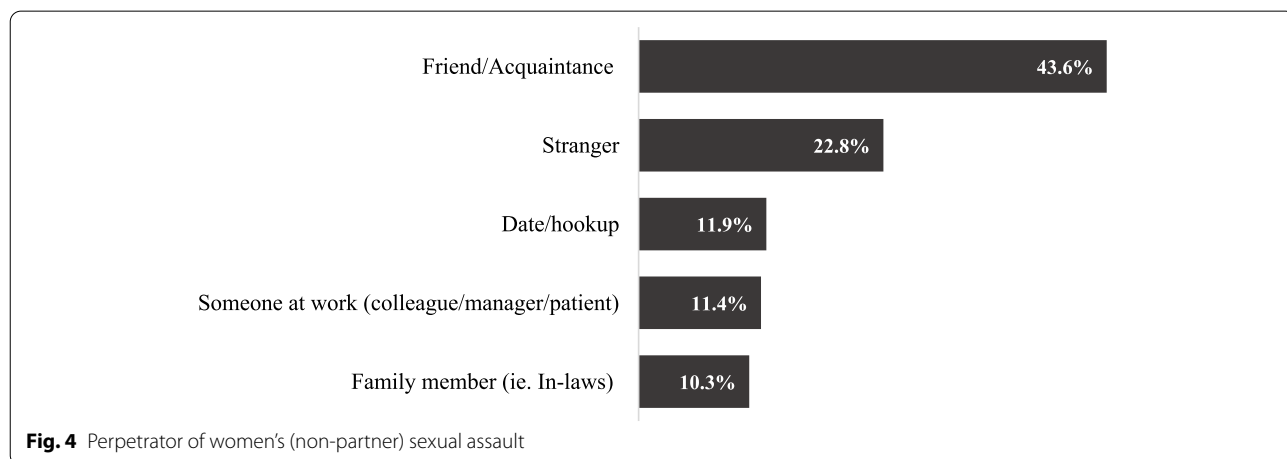 Friend/Acquaintance 43.6%
Stranger 22.8%
Date/hookup 11.9%
Someone at work (colleague/manager/patient) 11.4%
Family member (ie. In-laws) 10.3%
Fig. 4 Perpetrator of women's (non-partner) sexual assault